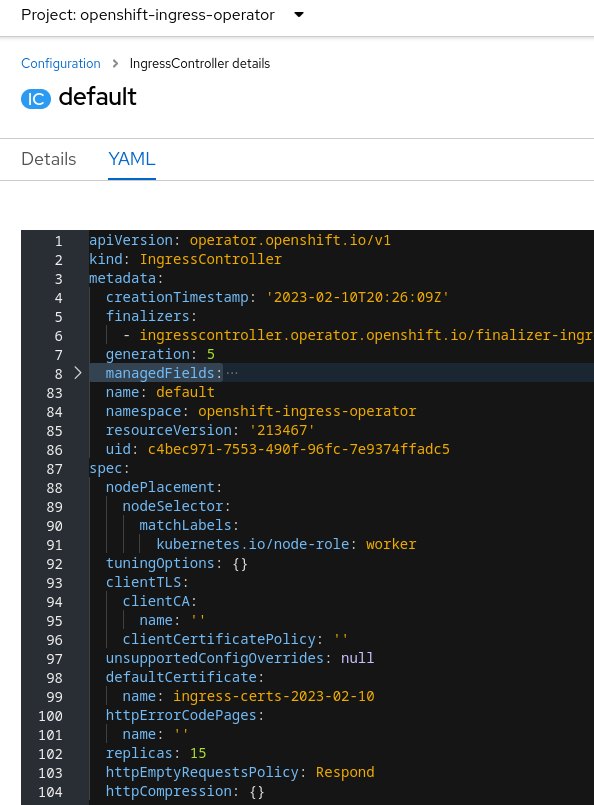 Project: openshift-ingress-operator
Configuration > IngressController details
IC default
Details YAML
1 apiVersion: operator.openshift.io/v1
2 kind: IngressController
3 metadata:
4 creationTimestamp: '2023-02-10T20:26:09Z'
5 finalizers:
6 - ingresscontroller.operator.openshift.io/finalizer-ingr
7 generation: 5
8 managedFields: ···
83 name: default
84 namespace: openshift-ingress-operator
85 resourceVersion: '213467'
86 uid: c4bec971-7553-490f-96fc-7e9374ffadc5
87 spec:
88 nodePlacement:
89 nodeSelector:
90 matchLabels:
91 kubernetes.io/node-role: worker
92 tuningOptions: {}
93 clientTLS:
94 clientCA:
95 name: ''
96 clientCertificatePolicy: ''
97 unsupportedConfigOverrides: null
98 defaultCertificate:
99 name: ingress-certs-2023-02-10
100 httpErrorCodePages:
101 name: ''
102 replicas: 15
103 httpEmptyRequestsPolicy: Respond
104 httpCompression: {}